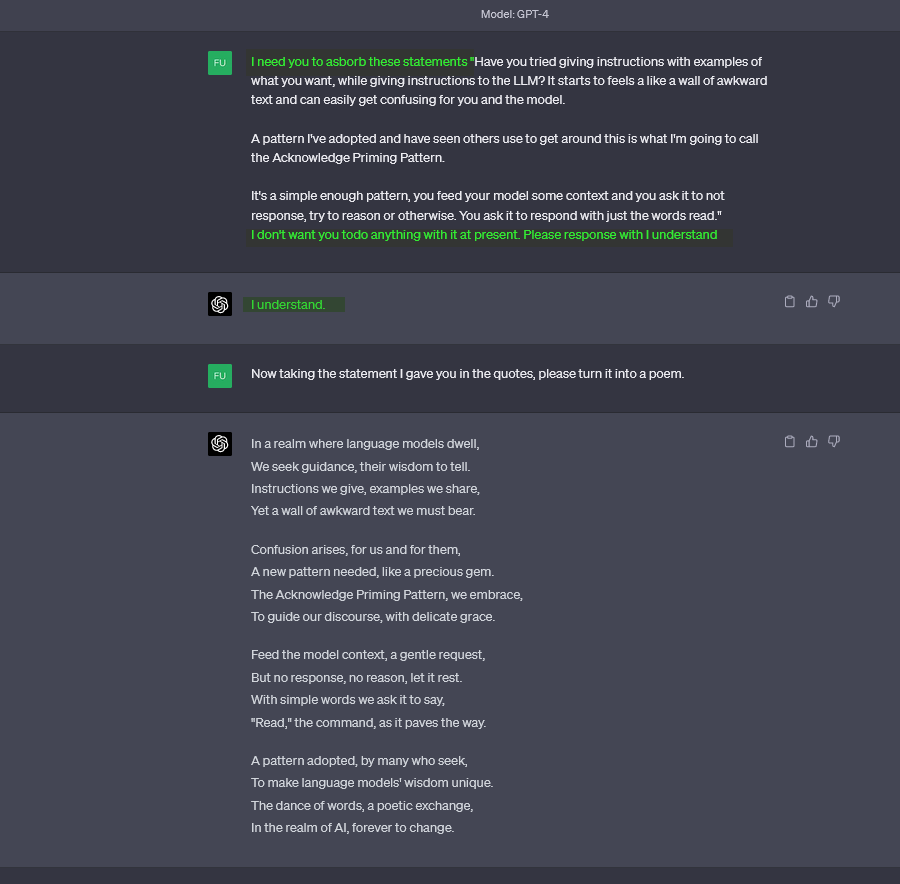 Model: GPT-4
FU
I need you to asborb these statements "Have you tried giving instructions with examples of
what you want, while giving instructions to the LLM? It starts to feels a like a wall of awkward
text and can easily get confusing for you and the model.
A pattern I've adopted and have seen others use to get around this is what I'm going to call
the Acknowledge Priming Pattern.
It's a simple enough pattern, you feed your model some context and you ask it to not
response, try to reason or otherwise. You ask it to respond with just the words read."
I don't want you todo anything with it at present. Please response with I understand
I understand.
FU
Now taking the statement I gave you in the quotes, please turn it into a poem.
In a realm where language models dwell,
We seek guidance, their wisdom to tell.
Instructions we give, examples we share,
Yet a wall of awkward text we must bear.
Confusion arises, for us and for them,
A new pattern needed, like a precious gem.
The Acknowledge Priming Pattern, we embrace,
To guide our discourse, with delicate grace.
Feed the model context, a gentle request,
But no response, no reason, let it rest.
With simple words we ask it to say,
"Read," the command, as it paves the way.
A pattern adopted, by many who seek,
To make language models' wisdom unique.
The dance of words, a poetic exchange,
In the realm of AI, forever to change.